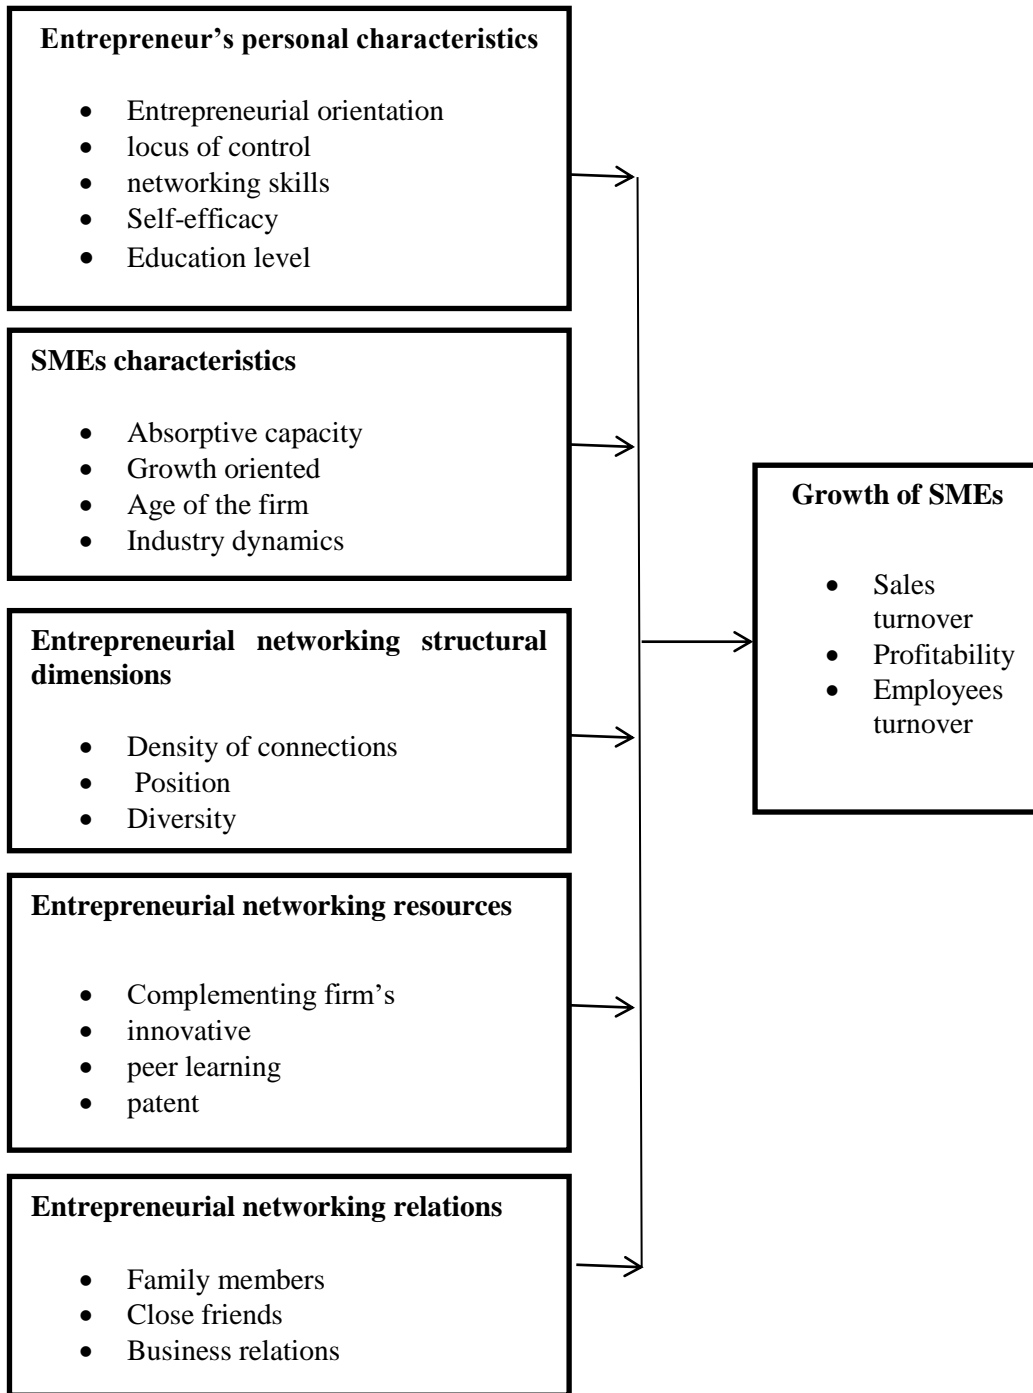 Entrepreneur’s personal characteristics
• Entrepreneurial orientation
• locus of control
• networking skills
• Self-efficacy
• Education level
SMEs characteristics
• Absorptive capacity
• Growth oriented
• Age of the firm
• Industry dynamics
Entrepreneurial networking structural
dimensions
• Density of connections
• Position
• Diversity
Entrepreneurial networking resources
• Complementing firm’s
• innovative
• peer learning
• patent
Entrepreneurial networking relations
• Family members
• Close friends
• Business relations
Growth of SMEs
• Sales
turnover
• Profitability
• Employees
turnover